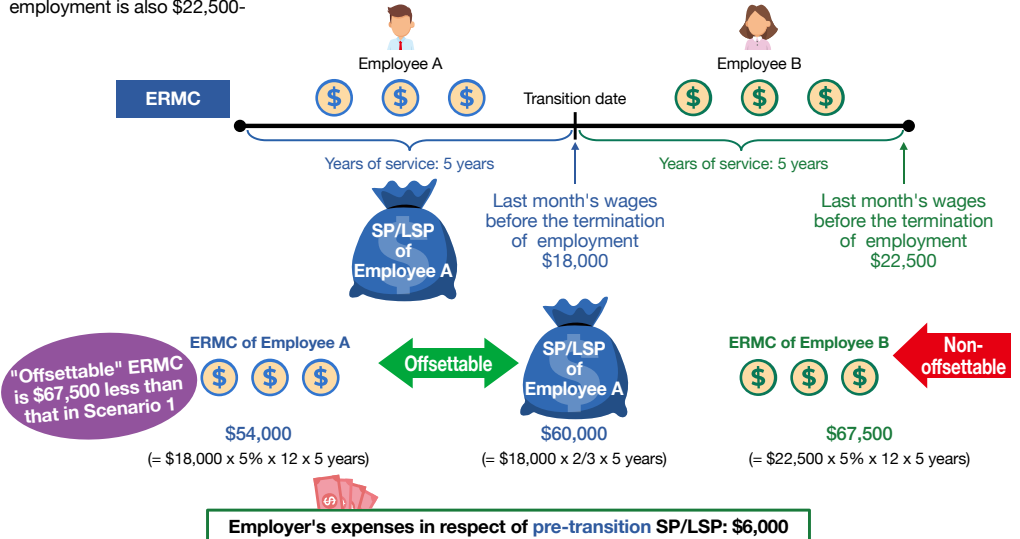 employment is also $22,500-
Employee A
Employee B
ERMC
$ $ $
Transition date
$ $ $
Years of service: 5 years
Years of service: 5 years
SP/LSP
of
Employee A
Last month's wages
before the termination
of employment
$18,000
Last month's wages
before the termination
of employment
$22,500
"Offsettable" ERMC
is $67,500 less than
that in Scenario 1
ERMC of Employee A
$ $ $
Offsettable
SP/LSP
of
Employee A
ERMC of Employee B
$ $ $
Non-
offsettable
$54,000
(= $18,000 x 5% x 12 x 5 years)
$60,000
(= $18,000 x 2/3 x 5 years)
$67,500
(= $22,500 x 5% x 12 x 5 years)
Employer's expenses in respect of pre-transition SP/LSP: $6,000